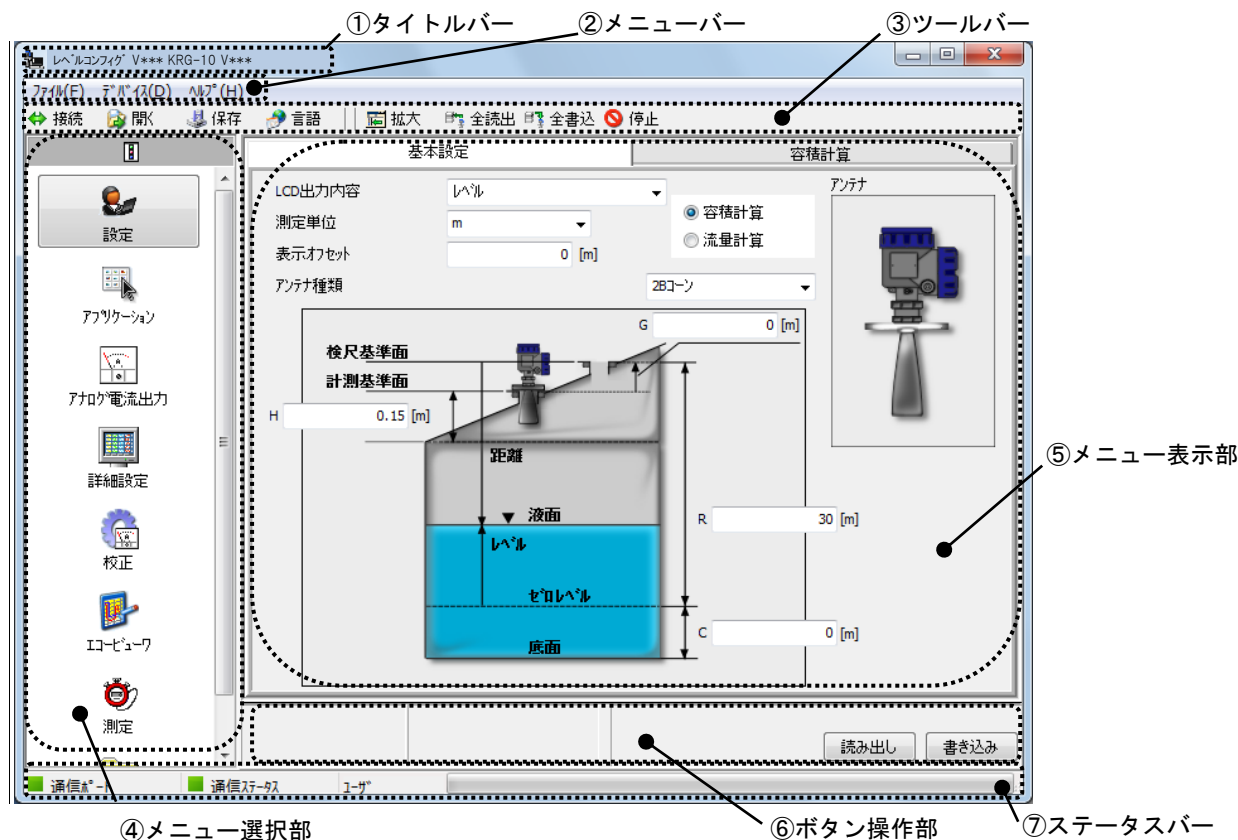 ①タイトルバー
②メニューバー
③ツールバー
ﾚﾍﾞﾙｺﾝﾌｨｸﾞ V*** KRG-10 V***
ﾌｧｲﾙ(F) ﾃﾞﾊﾞｲｽ(D) ﾍﾙﾌﾟ(H)
接続 開く 保存 言語 拡大 全読出 全書込 停止
設定
ｱﾌﾟﾘｹｰｼｮﾝ
ｱﾅﾛｸﾞ電流出力
詳細設定
校正
ｴｺｰﾋﾞｭｰﾜ
測定
④メニュー選択部
基本設定
容積計算
LCD出力内容 ﾚﾍﾞﾙ
測定単位 m
表示ｵﾌｾｯﾄ 0 [m]
ｱﾝﾃﾅ種類 2Bｺｰﾝ
容積計算
流量計算
ｱﾝﾃﾅ
G 0 [m]
検尺基準面
計測基準面
H 0.15 [m]
距離
液面
ﾚﾍﾞﾙ
R 30 [m]
ｾﾞﾛﾚﾍﾞﾙ
底面
C 0 [m]
⑤メニュー表示部
読み出し 書き込み
通信ﾎﾟｰﾄ 通信ｽﾃｰﾀｽ ﾕｰｻﾞ
⑥ボタン操作部
⑦ステータスバー